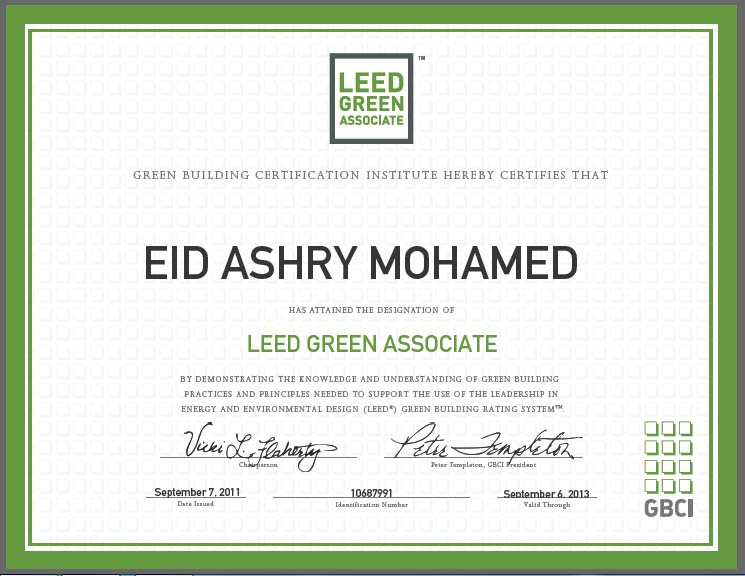 LEED
GREEN
ASSOCIATE
™
GREEN BUILDING CERTIFICATION INSTITUTE HEREBY CERTIFIES THAT
EID ASHRY MOHAMED
HAS ATTAINED THE DESIGNATION OF
LEED GREEN ASSOCIATE
BY DEMONSTRATING THE KNOWLEDGE AND UNDERSTANDING OF GREEN BUILDING
PRACTICES AND PRINCIPLES NEEDED TO SUPPORT THE USE OF THE LEADERSHIP IN
ENERGY AND ENVIRONMENTAL DESIGN (LEED®) GREEN BUILDING RATING SYSTEM™.
Vicki L. Flaherty Peter Templeton
Chairperson Peter Templeton, GBCI President
September 7, 2011 10687991 September 6, 2013
Date Issued Identification Number Valid Through
GBCI